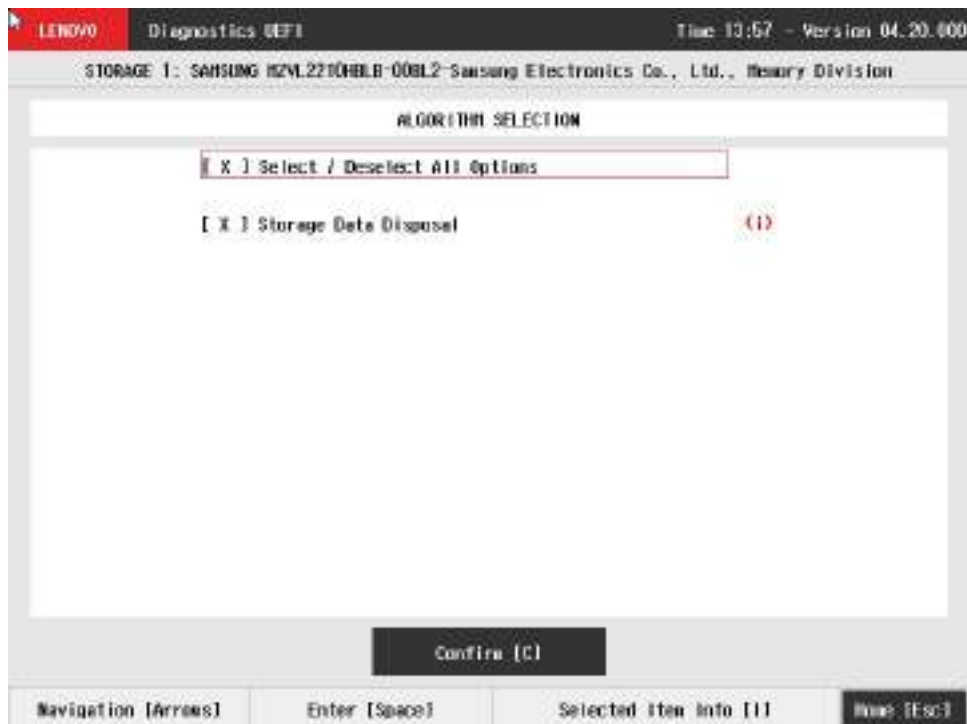 LENOVO Diagnostics UEFI Time 13:57 - Version 04.20.000
STORAGE 1: SAMSUNG MZVL2210HBLB-00BL2-Samsung Electronics Co., Ltd., Memory Division
ALGORITHM SELECTION
[ X ] Select / Deselect All Options
[ X ] Storage Data Disposal (i)
Confirm [C]
Navigation [Arrows] Enter [Space] Selected Item Info [I] Home [Esc]